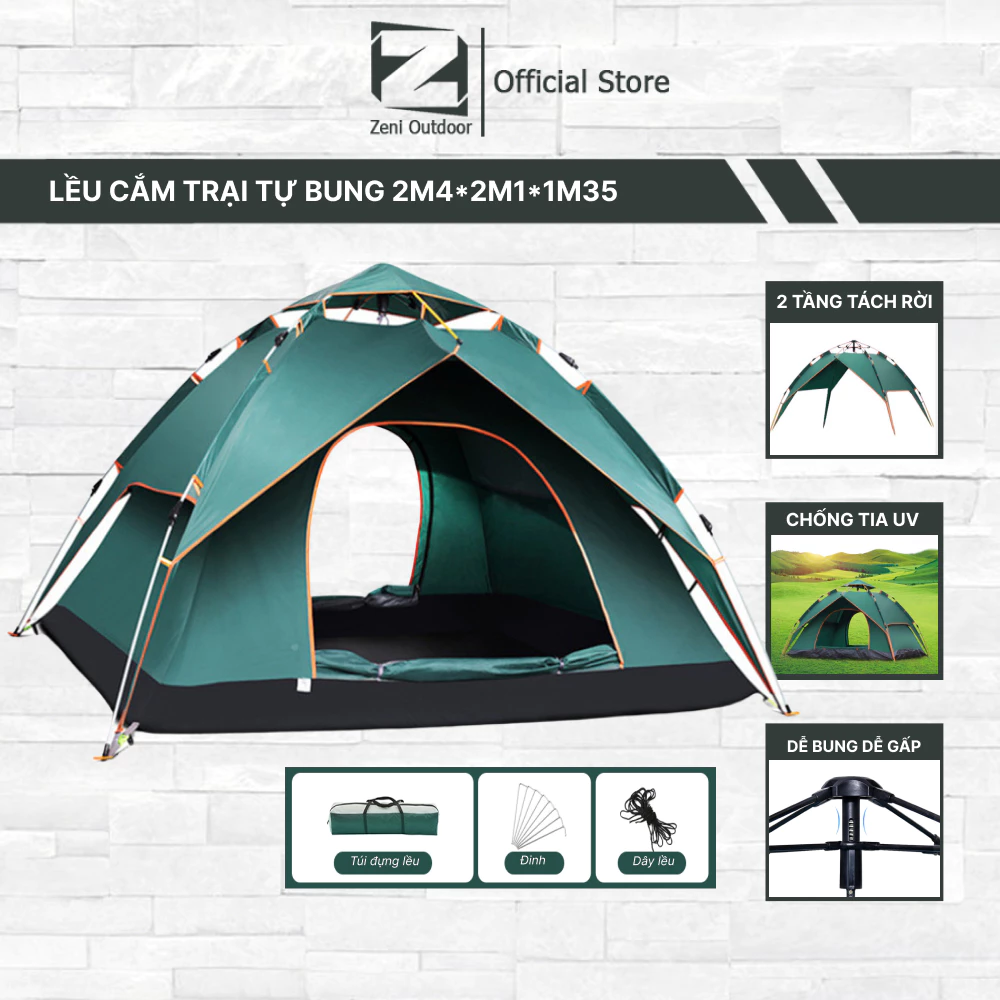 Z
Zeni Outdoor
Official Store
LỀU CẮM TRẠI TỰ BUNG 2M4*2M1*1M35
2 TẦNG TÁCH RỜI
CHỐNG TIA UV
DỄ BUNG DỄ GẤP
Túi đựng lều
Đinh
Dây lều